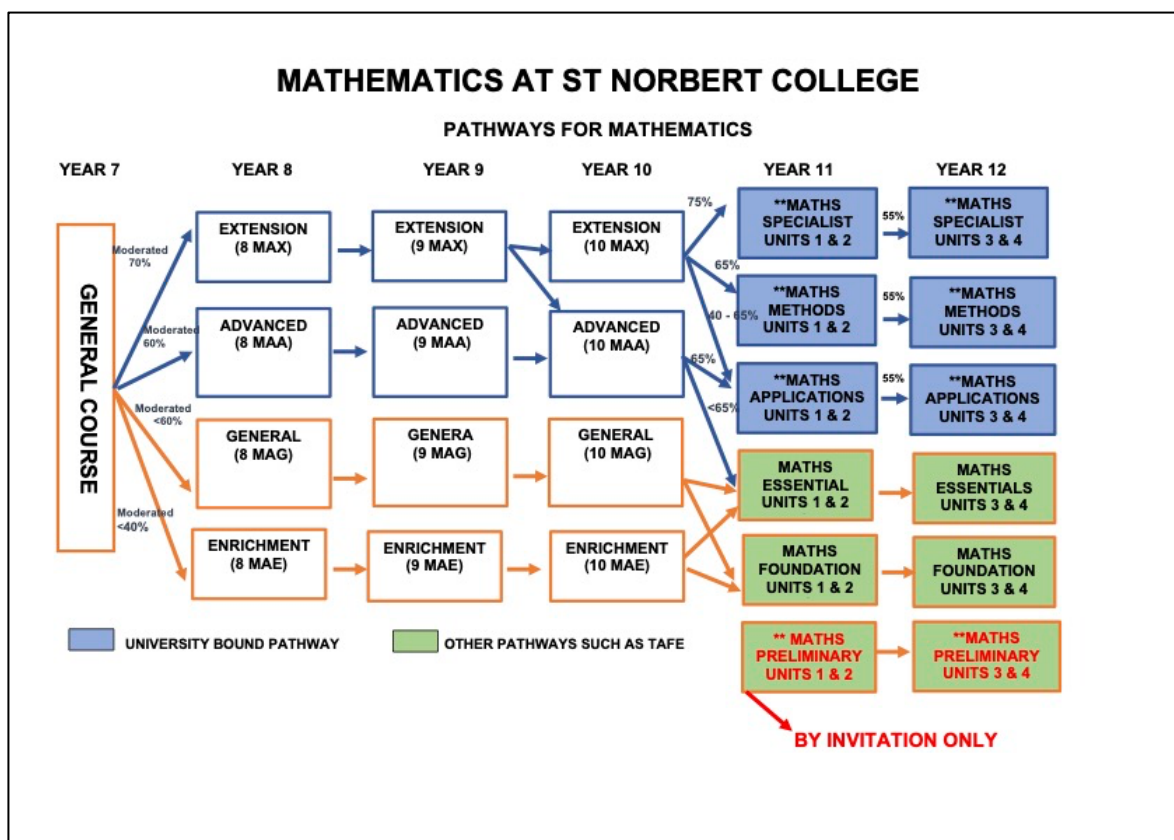 MATHEMATICS AT ST NORBERT COLLEGE
PATHWAYS FOR MATHEMATICS
YEAR 7
YEAR 8
YEAR 9
YEAR 10
YEAR 11
YEAR 12
GENERAL COURSE
Moderated
70%
Moderated
60%
Moderated
<60%
Moderated
<40%
EXTENSION
(8 MAX)
EXTENSION
(9 MAX)
EXTENSION
(10 MAX)
75%
**MATHS
SPECIALIST
UNITS 1 & 2
55%
**MATHS
SPECIALIST
UNITS 3 & 4
65%
ADVANCED
(8 MAA)
ADVANCED
(9 MAA)
ADVANCED
(10 MAA)
40 - 65%
**MATHS
METHODS
UNITS 1 & 2
55%
**MATHS
METHODS
UNITS 3 & 4
65%
<65%
**MATHS
APPLICATIONS
UNITS 1 & 2
55%
**MATHS
APPLICATIONS
UNITS 3 & 4
GENERAL
(8 MAG)
GENERA
(9 MAG)
GENERAL
(10 MAG)
MATHS
ESSENTIAL
UNITS 1 & 2
MATHS
ESSENTIALS
UNITS 3 & 4
ENRICHMENT
(8 MAE)
ENRICHMENT
(9 MAE)
ENRICHMENT
(10 MAE)
MATHS
FOUNDATION
UNITS 1 & 2
MATHS
FOUNDATION
UNITS 3 & 4
UNIVERSITY BOUND PATHWAY
OTHER PATHWAYS SUCH AS TAFE
** MATHS
PRELIMINARY
UNITS 1 & 2
**MATHS
PRELIMINARY
UNITS 3 & 4
BY INVITATION ONLY